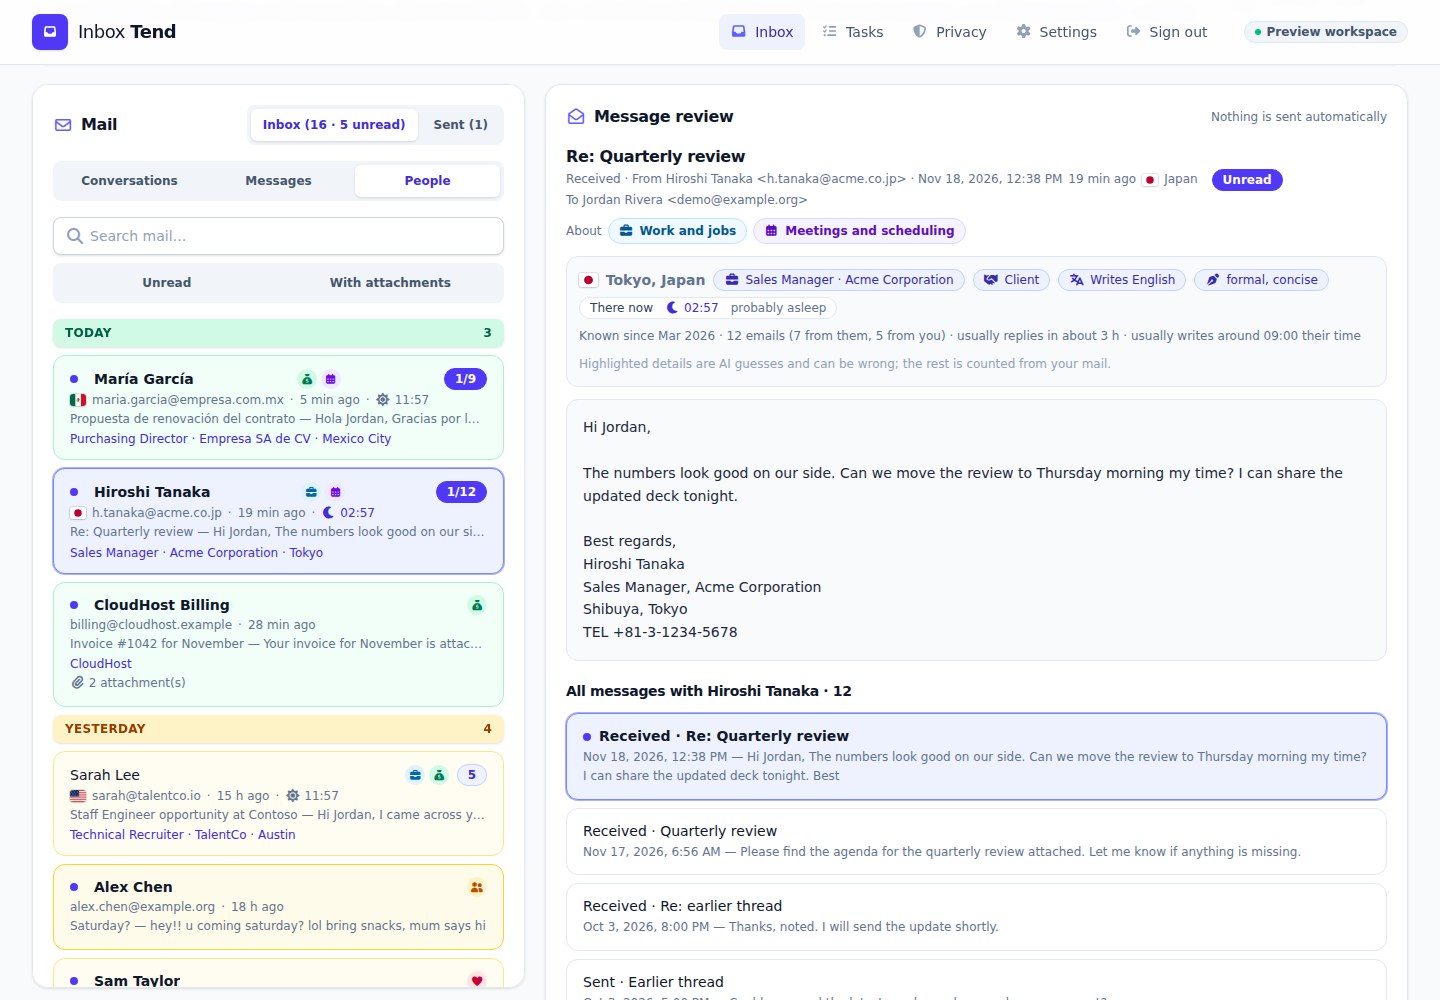 Inbox Tend
Inbox
Tasks
Privacy
Settings
Sign out
Preview workspace
Mail
Inbox (16 · 5 unread)
Sent (1)
Conversations
Messages
People
Search mail…
Unread
With attachments
TODAY 3
María García 1/9
maria.garcia@empresa.com.mx · 5 min ago · 11:57
Propuesta de renovación del contrato — Hola Jordan, Gracias por l…
Purchasing Director · Empresa SA de CV · Mexico City
Hiroshi Tanaka 1/12
h.tanaka@acme.co.jp · 19 min ago · 02:57
Re: Quarterly review — Hi Jordan, The numbers look good on our si…
Sales Manager · Acme Corporation · Tokyo
CloudHost Billing
billing@cloudhost.example · 28 min ago
Invoice #1042 for November — Your invoice for November is attac…
CloudHost
2 attachment(s)
YESTERDAY 4
Sarah Lee 5
sarah@talentco.io · 15 h ago · 11:57
Staff Engineer opportunity at Contoso — Hi Jordan, I came across y…
Technical Recruiter · TalentCo · Austin
Alex Chen
alex.chen@example.org · 18 h ago
Saturday? — hey!! u coming saturday? lol bring snacks, mum says hi
Sam Taylor
Message review
Nothing is sent automatically
Re: Quarterly review
Received · From Hiroshi Tanaka <h.tanaka@acme.co.jp> · Nov 18, 2026, 12:38 PM 19 min ago Japan Unread
To Jordan Rivera <demo@example.org>
About Work and jobs Meetings and scheduling
Tokyo, Japan Sales Manager · Acme Corporation Client Writes English formal, concise
There now 02:57 probably asleep
Known since Mar 2026 · 12 emails (7 from them, 5 from you) · usually replies in about 3 h · usually writes around 09:00 their time
Highlighted details are AI guesses and can be wrong; the rest is counted from your mail.
Hi Jordan,
The numbers look good on our side. Can we move the review to Thursday morning my time? I can share the
updated deck tonight.
Best regards,
Hiroshi Tanaka
Sales Manager, Acme Corporation
Shibuya, Tokyo
TEL +81-3-1234-5678
All messages with Hiroshi Tanaka · 12
Received · Re: Quarterly review
Nov 18, 2026, 12:38 PM — Hi Jordan, The numbers look good on our side. Can we move the review to Thursday morning my time?
I can share the updated deck tonight. Best
Received · Quarterly review
Nov 17, 2026, 6:56 AM — Please find the agenda for the quarterly review attached. Let me know if anything is missing.
Received · Re: earlier thread
Oct 3, 2026, 8:00 PM — Thanks, noted. I will send the update shortly.
Sent · Earlier thread